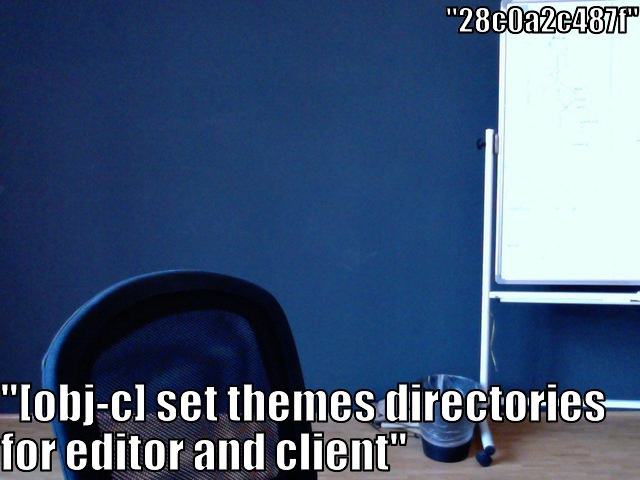 "28c0a2c487f"
"[obj-c] set themes directories
for editor and client"